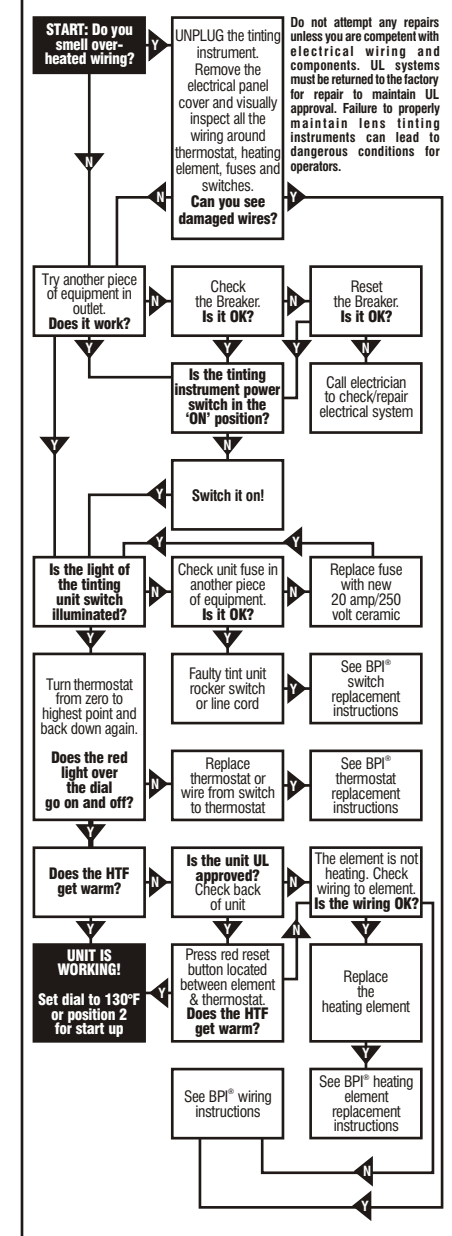 START: Do you
smell over-
heated wiring?
Y
N
UNPLUG the tinting
instrument.
Remove the
electrical panel
cover and visually
inspect all the
wiring around
thermostat, heating
element, fuses and
switches.
Can you see
damaged wires?
N
Y
Do not attempt any repairs
unless you are competent with
electrical wiring and
components. UL systems
must be returned to the factory
for repair to maintain UL
approval. Failure to properly
maintain lens tinting
instruments can lead to
dangerous conditions for
operators.
Try another piece
of equipment in
outlet.
Does it work?
N
Check
the Breaker.
Is it OK?
N
Reset
the Breaker.
Is it OK?
Y
Y
Y
N
Is the tinting
instrument power
switch in the
‘ON’ position?
Call electrician
to check/repair
electrical system
Y
N
Switch it on!
Y
Y
Y
Is the light of
the tinting
unit switch
illuminated?
N
Check unit fuse in
another piece
of equipment.
Is it OK?
N
Replace fuse
with new
20 amp/250
volt ceramic
Y
Y
Faulty tint unit
rocker switch
or line cord
Y
See BPI®
switch
replacement
instructions
Turn thermostat
from zero to
highest point and
back down again.
Does the red
light over
the dial
go on and off?
N
Replace
thermostat or
wire from switch
to thermostat
Y
See BPI®
thermostat
replacement
instructions
Y
Does the HTF
get warm?
N
Is the unit UL
approved?
Check back
of unit
N
The element is not
heating. Check
wiring to element.
Is the wiring OK?
Y
Y
N
Y
UNIT IS
WORKING!
Set dial to 130°F
or position 2
for start up
Y
Press red reset
button located
between element
& thermostat.
Does the HTF
get warm?
Replace
the
heating element
Y
See BPI® wiring
instructions
See BPI® heating
element
replacement
instructions
N
Y